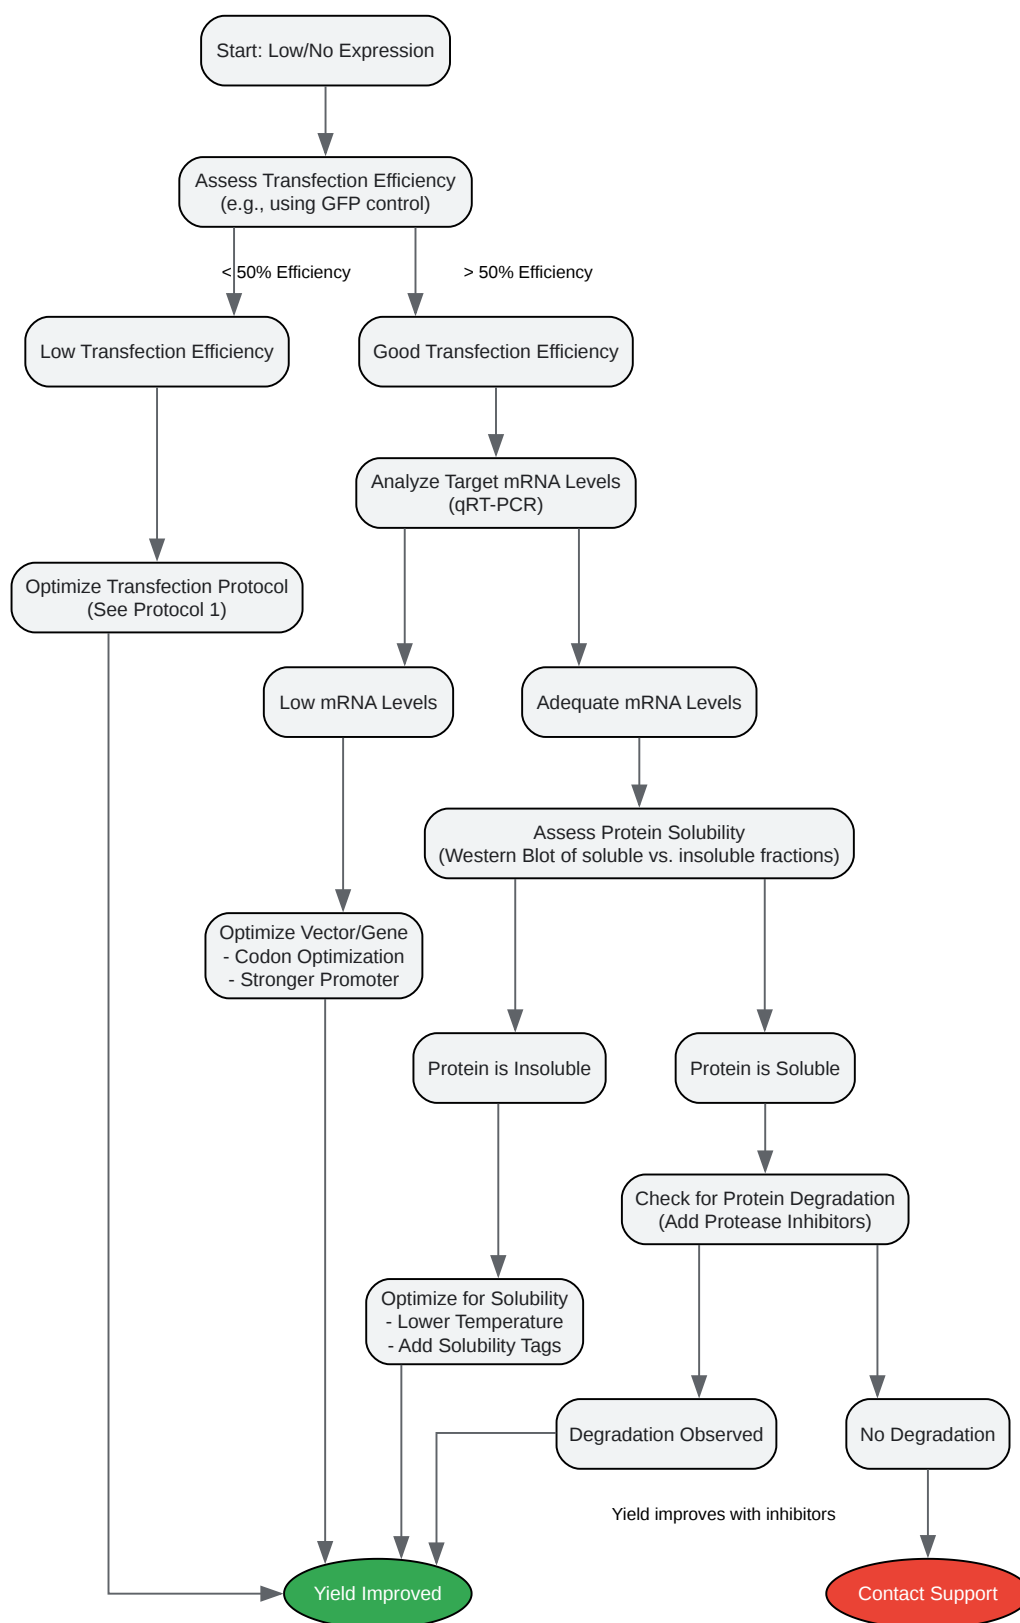 Start: Low/No Expression
Assess Transfection Efficiency
(e.g., using GFP control)
< 50% Efficiency
> 50% Efficiency
Low Transfection Efficiency
Good Transfection Efficiency
Analyze Target mRNA Levels
(qRT-PCR)
Optimize Transfection Protocol
(See Protocol 1)
Low mRNA Levels
Adequate mRNA Levels
Assess Protein Solubility
(Western Blot of soluble vs. insoluble fractions)
Optimize Vector/Gene
- Codon Optimization
- Stronger Promoter
Protein is Insoluble
Protein is Soluble
Check for Protein Degradation
(Add Protease Inhibitors)
Optimize for Solubility
- Lower Temperature
- Add Solubility Tags
Degradation Observed
No Degradation
Yield improves with inhibitors
Yield Improved
Contact Support